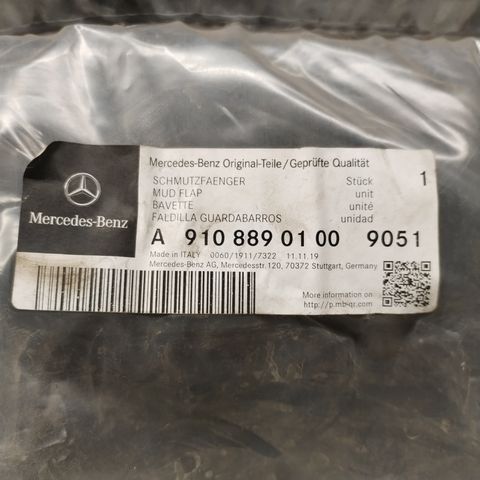 Mercedes-Benz
Mercedes-Benz Original-Teile/Geprüfte Qualität
SCHMUTZFAENGER Stück 1
MUD FLAP unit
BAVETTE unité
FALDILLA GUARDABARROS unidad
A 910 889 01 00 9051
Made in ITALY 0060/1911/7322 11.11.19
Mercedes-Benz AG, Mercedesstr.120, 70372 Stuttgart, Germany
More information on
http://p.mb-qr.com